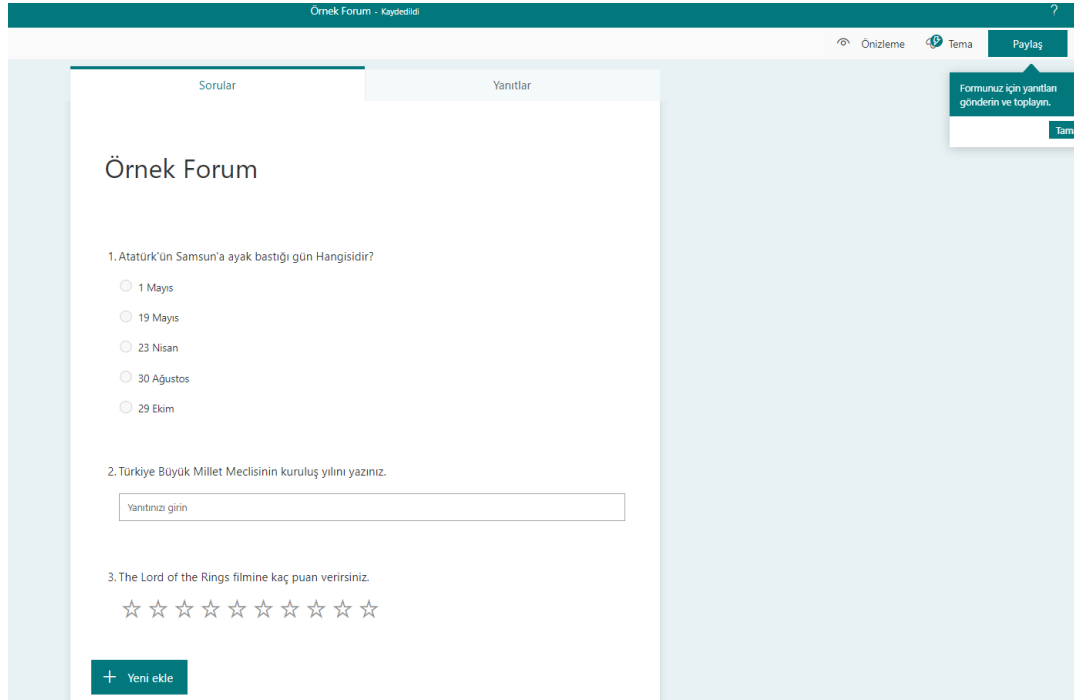 Örnek Forum - Kaydedildi
?
Önizleme
Tema
Paylaş
Sorular
Yanıtlar
Formunuz için yanıtları
gönderin ve toplayın.
Örnek Forum
1. Atatürk'ün Samsun'a ayak bastığı gün Hangisidir?
1 Mayıs
19 Mayıs
23 Nisan
30 Ağustos
29 Ekim
2. Türkiye Büyük Millet Meclisinin kuruluş yılını yazınız.
Yanıtınızı girin
3. The Lord of the Rings filmine kaç puan verirsiniz.
+ Yeni ekle